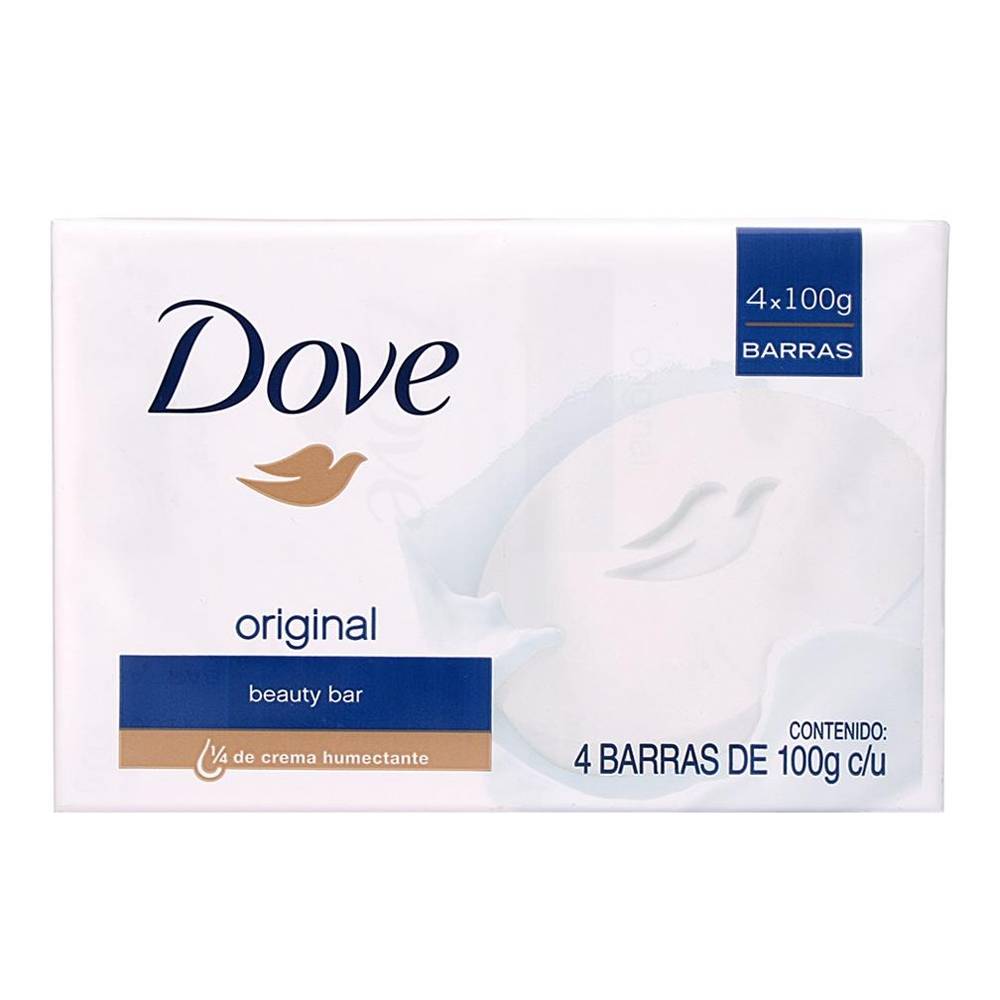 Dove
4x100g
BARRAS
original
beauty bar
¼ de crema humectante
CONTENIDO:
4 BARRAS DE 100g c/u